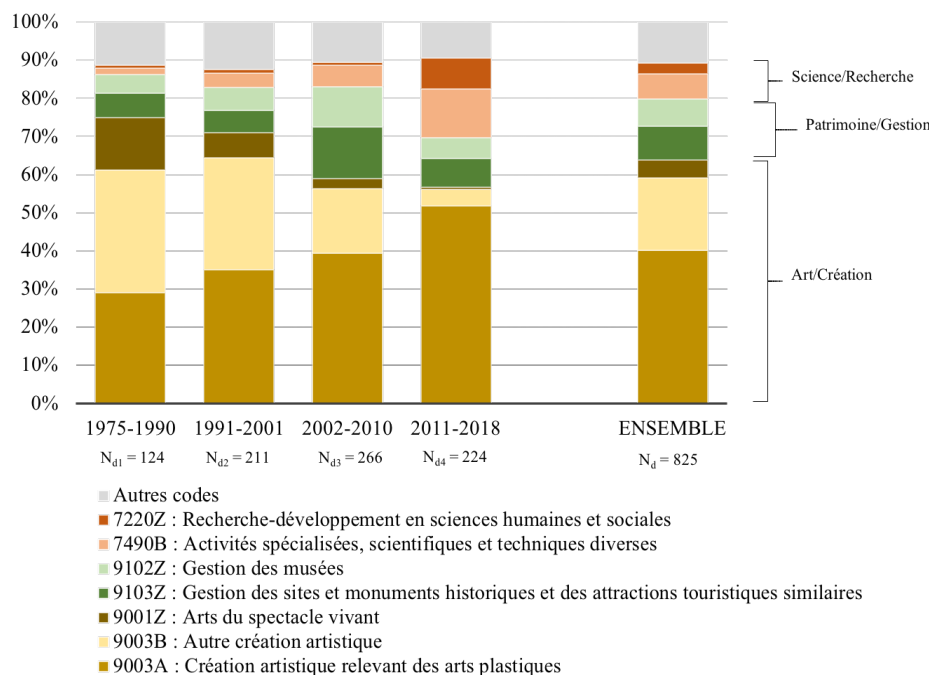 100%
90%
80%
70%
60%
50%
40%
30%
20%
10%
0%
Science/Recherche
Patrimoine/Gestion
Art/Création
1975-1990 1991-2001 2002-2010 2011-2018 ENSEMBLE
Nd1 = 124 Nd2 = 211 Nd3 = 266 Nd4 = 224 Nd = 825
Autres codes
7220Z : Recherche-développement en sciences humaines et sociales
7490B : Activités spécialisées, scientifiques et techniques diverses
9102Z : Gestion des musées
9103Z : Gestion des sites et monuments historiques et des attractions touristiques similaires
9001Z : Arts du spectacle vivant
9003B : Autre création artistique
9003A : Création artistique relevant des arts plastiques